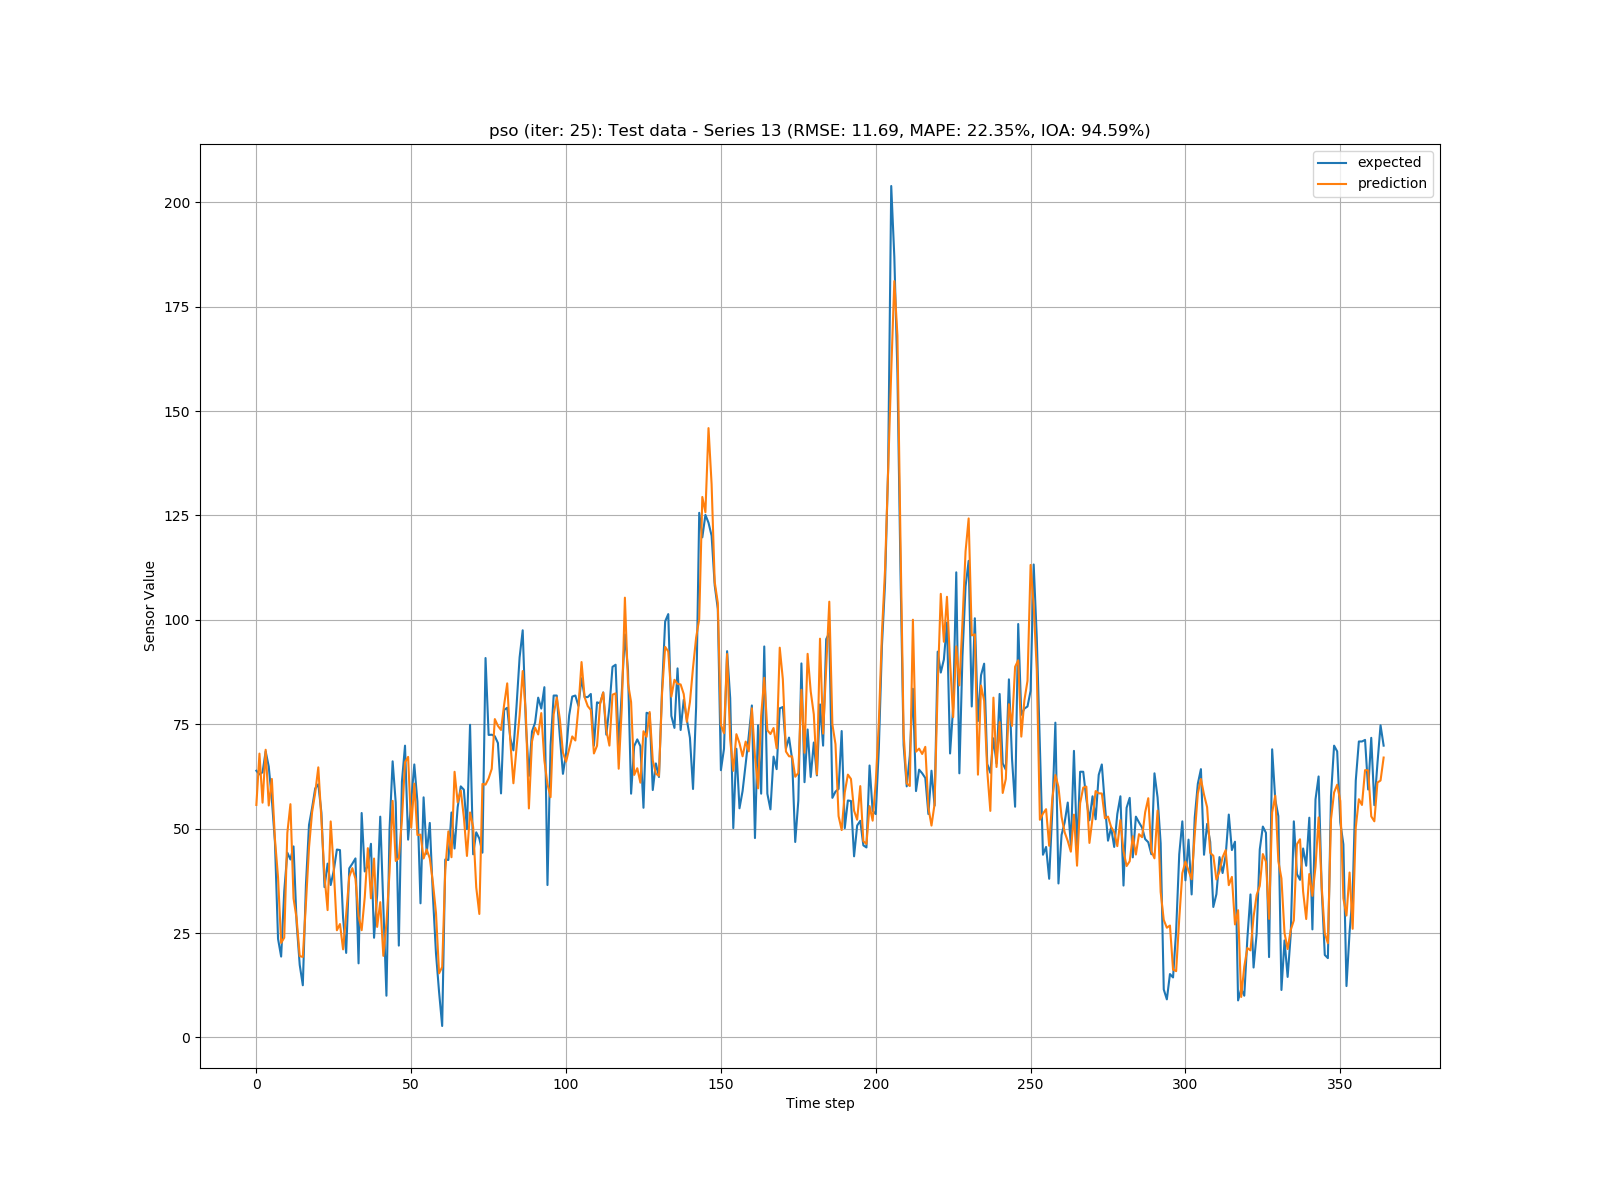 pso (iter: 25): Test data - Series 13 (RMSE: 11.69, MAPE: 22.35%, IOA: 94.59%)
expected
prediction
200
175
150
125
100
75
50
25
0
Sensor Value
0 50 100 150 200 250 300 350
Time step